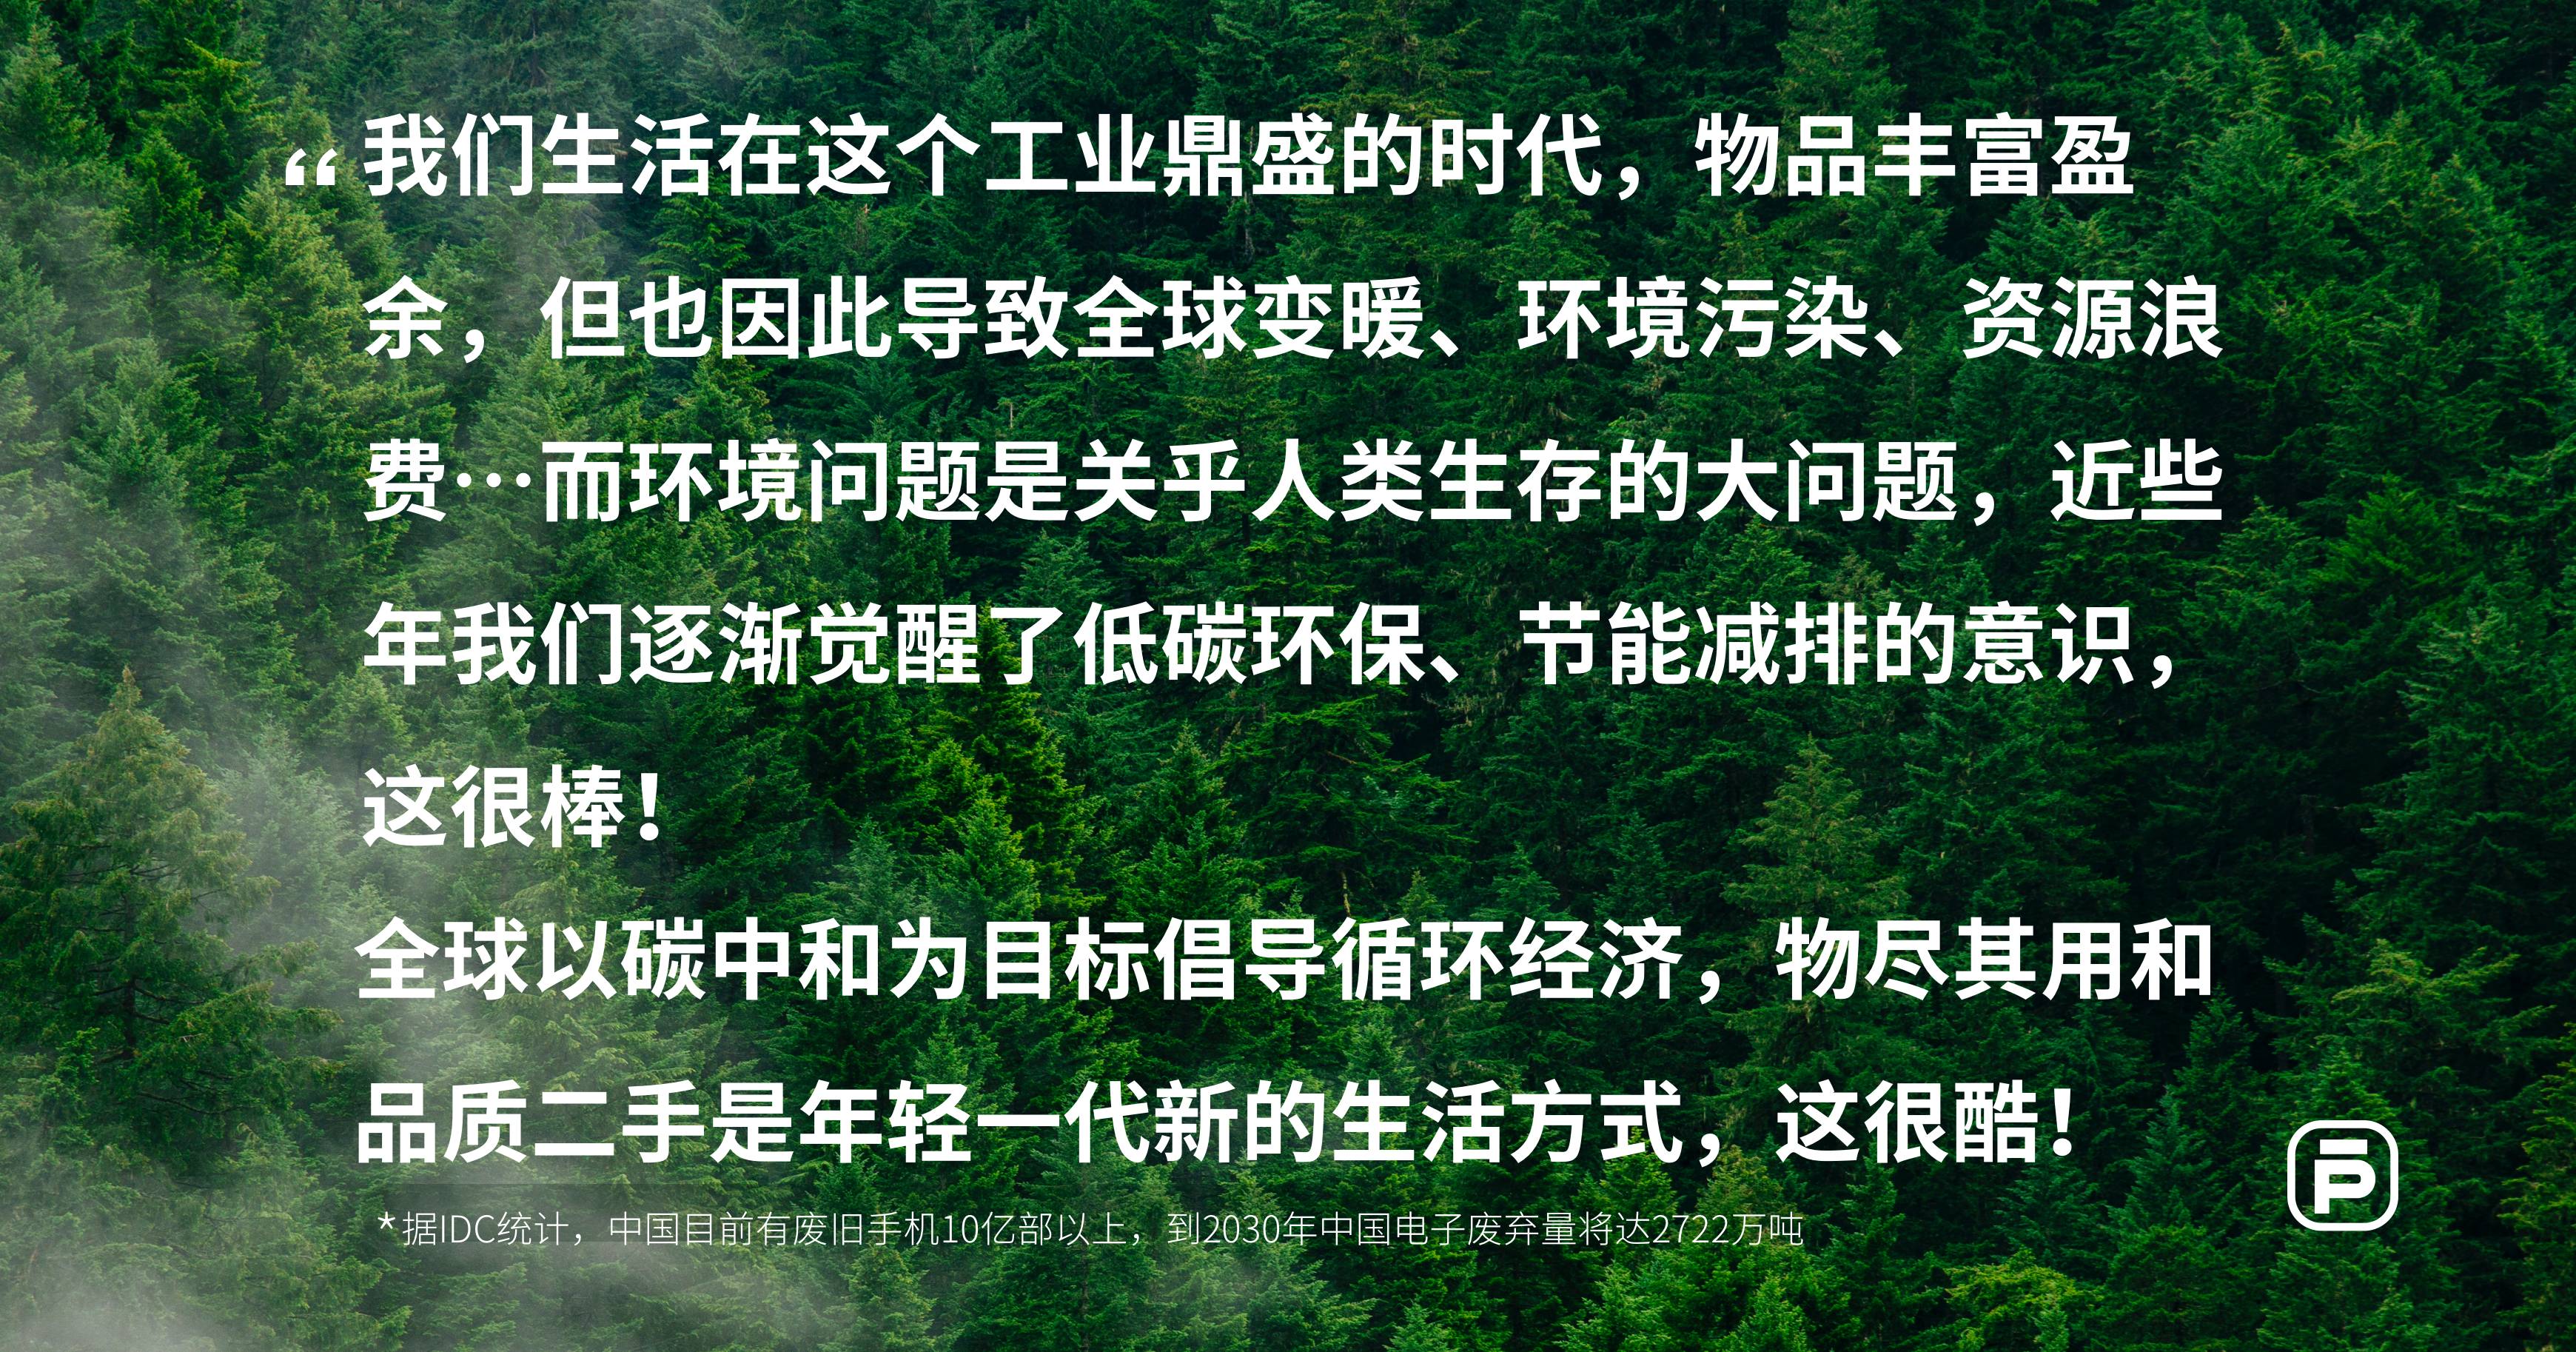 “我们生活在这个工业鼎盛的时代，物品丰富盈
余，但也因此导致全球变暖、环境污染、资源浪
费…而环境问题是关乎人类生存的大问题，近些
年我们逐渐觉醒了低碳环保、节能减排的意识，
这很棒！
全球以碳中和为目标倡导循环经济，物尽其用和
品质二手是年轻一代新的生活方式，这很酷！
*据IDC统计，中国目前有废旧手机10亿部以上，到2030年中国电子废弃量将达2722万吨
P